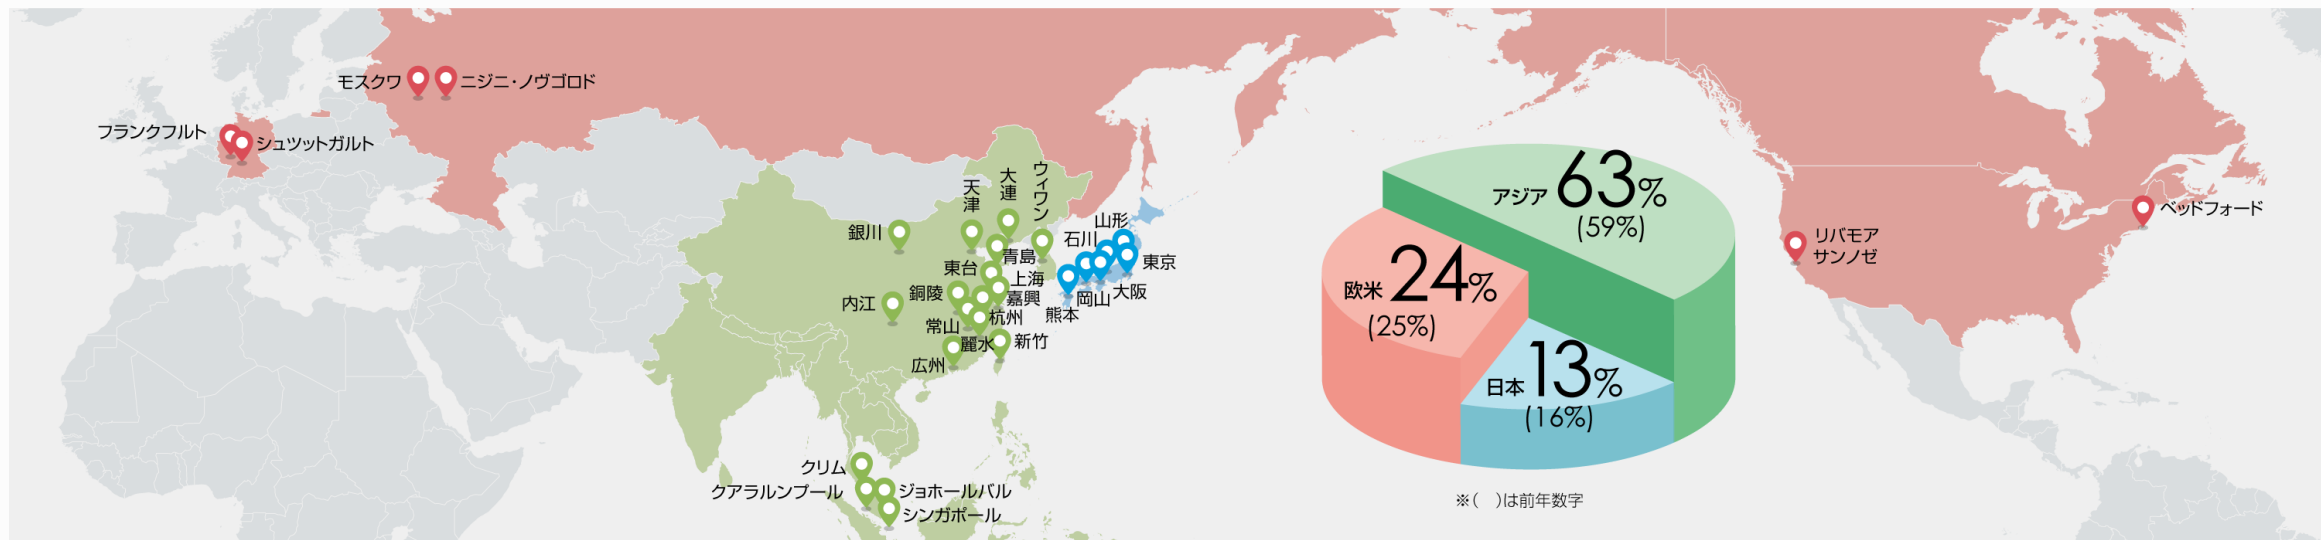 モスクワ
ニジニ・ノヴゴロド
フランクフルト
シュツットガルト
天津
大連
ウィワン
銀川
山形
石川
青島
東京
東台
上海
内江
銅陵
嘉興
岡山
大阪
熊本
常山
杭州
麗水
新竹
広州
クリム
クアラルンプール
ジョホールバル
シンガポール
アジア 63%
(59%)
欧米 24%
(25%)
日本 13%
(16%)
※( )は前年数字
ベッドフォード
リバモア
サンノゼ